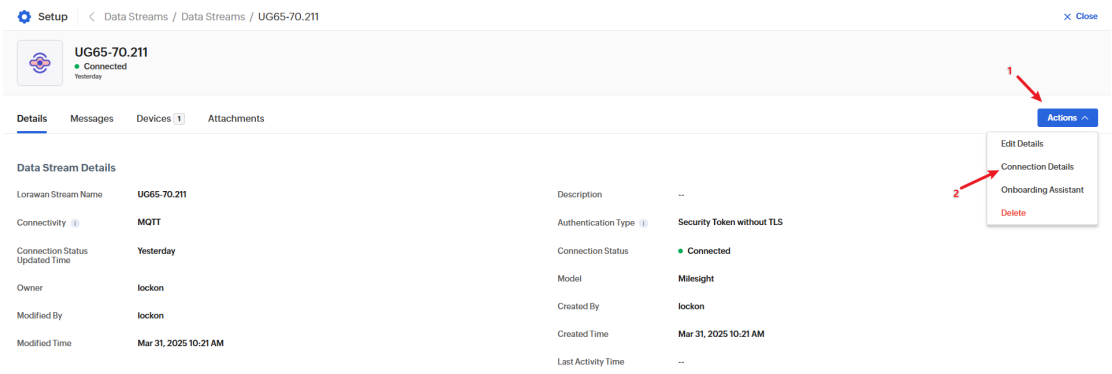 Setup < Data Streams / Data Streams / UG65-70.211 × Close
UG65-70.211
Connected
Yesterday
1
Details Messages Devices 1 Attachments Actions
Edit Details
Connection Details
Onboarding Assistant
Delete
2
Data Stream Details
Lorawan Stream Name UG65-70.211 Description --
Connectivity i MQTT Authentication Type i Security Token without TLS
Connection Status
Updated Time
Yesterday Connection Status Connected
Owner lockon Model Milesight
Modified By lockon Created By lockon
Modified Time Mar 31, 2025 10:21 AM Created Time Mar 31, 2025 10:21 AM
Last Activity Time --